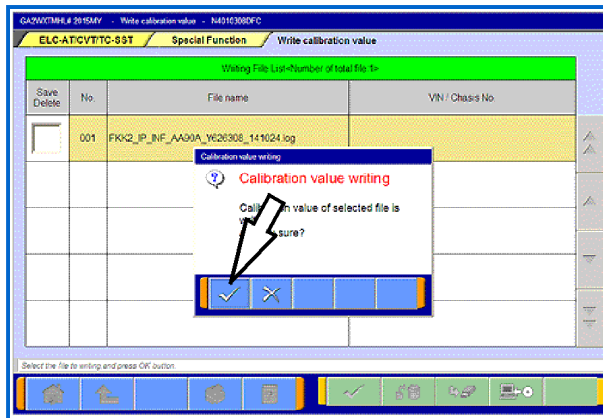 GA2WXTMHL# 2015MY - Write calibration value - N4010308DFC
ELC-AT/CVT/TC-SST Special Function Write calibration value
Writing File List<Number of total file:1>
Save Delete No. File name VIN / Chasis No.
001 FKK2_IP_INF_AA90A_Y626308_141024.log
Calibration value writing
Calibration value writing
value of selected file is
sure?
Select the file to writing and press OK button.